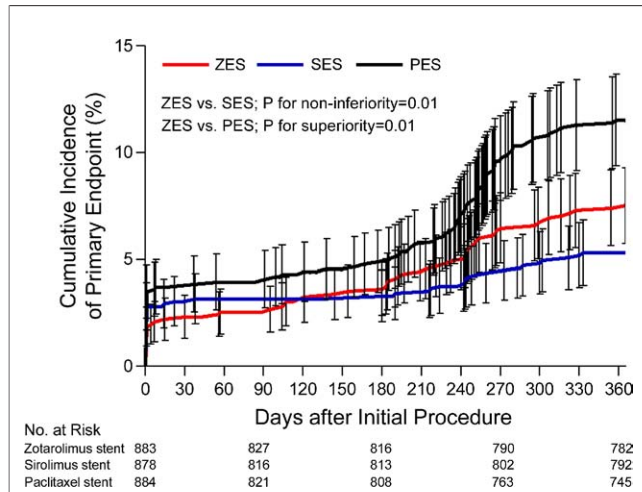 15
ZES SES PES
ZES vs. SES; P for non-inferiority=0.01
ZES vs. PES; P for superiority=0.01
10
Cumulative Incidence
of Primary Endpoint (%)
5
0
0 30 60 90 120 150 180 210 240 270 300 330 360
Days after Initial Procedure
No. at Risk
Zotarolimus stent 883 827 816 790 782
Sirolimus stent 878 816 813 802 792
Paclitaxel stent 884 821 808 763 745